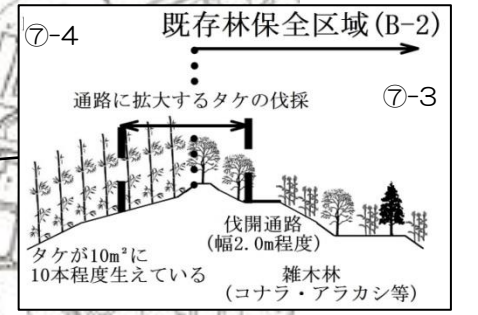 ⑦-4
既存林保全区域(B-2)
通路に拡大するタケの伐採
⑦-3
伐開通路
(幅2.0m程度)
タケが10m²に
10本程度生えている
雑木林
(コナラ・アラカシ等)